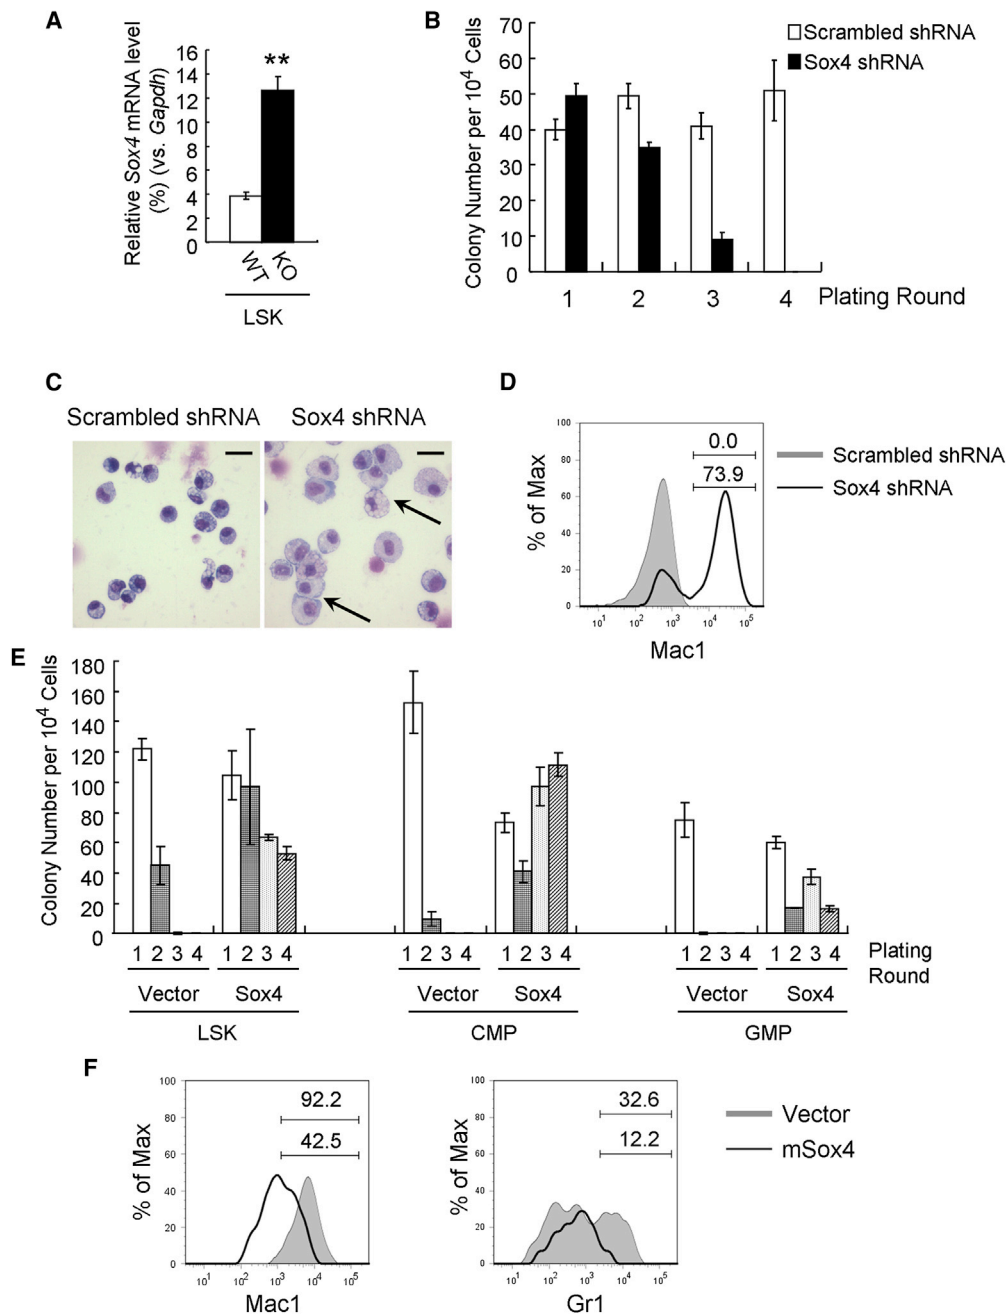 A
Relative Sox4 mRNA level
(%) (vs. Gapdh)
16
14
12
10
8
6
4
2
0
**
WT
KO
LSK
B
Colony Number per 10⁴ Cells
70
60
50
40
30
20
10
0
Scrambled shRNA
Sox4 shRNA
1 2 3 4 Plating Round
C
Scrambled shRNA Sox4 shRNA
D
% of Max
100
80
60
40
20
0
0.0
73.9
10¹ 10² 10³ 10⁴ 10⁵
Mac1
Scrambled shRNA
Sox4 shRNA
E
Colony Number per 10⁴ Cells
180
160
140
120
100
80
60
40
20
0
1 2 3 4 1 2 3 4 1 2 3 4 1 2 3 4 1 2 3 4 1 2 3 4 Plating
Round
Vector Sox4 Vector Sox4 Vector Sox4
LSK CMP GMP
F
% of Max
100
80
60
40
20
0
92.2
42.5
10¹ 10² 10³ 10⁴ 10⁵
Mac1
% of Max
100
80
60
40
20
0
32.6
12.2
10¹ 10² 10³ 10⁴ 10⁵
Gr1
Vector
mSox4